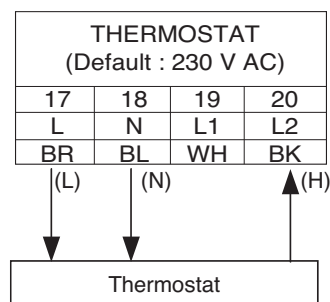 THERMOSTAT
(Default : 230 V AC)
17 18 19 20
L N L1 L2
BR BL WH BK
(L) (N) (H)
Thermostat